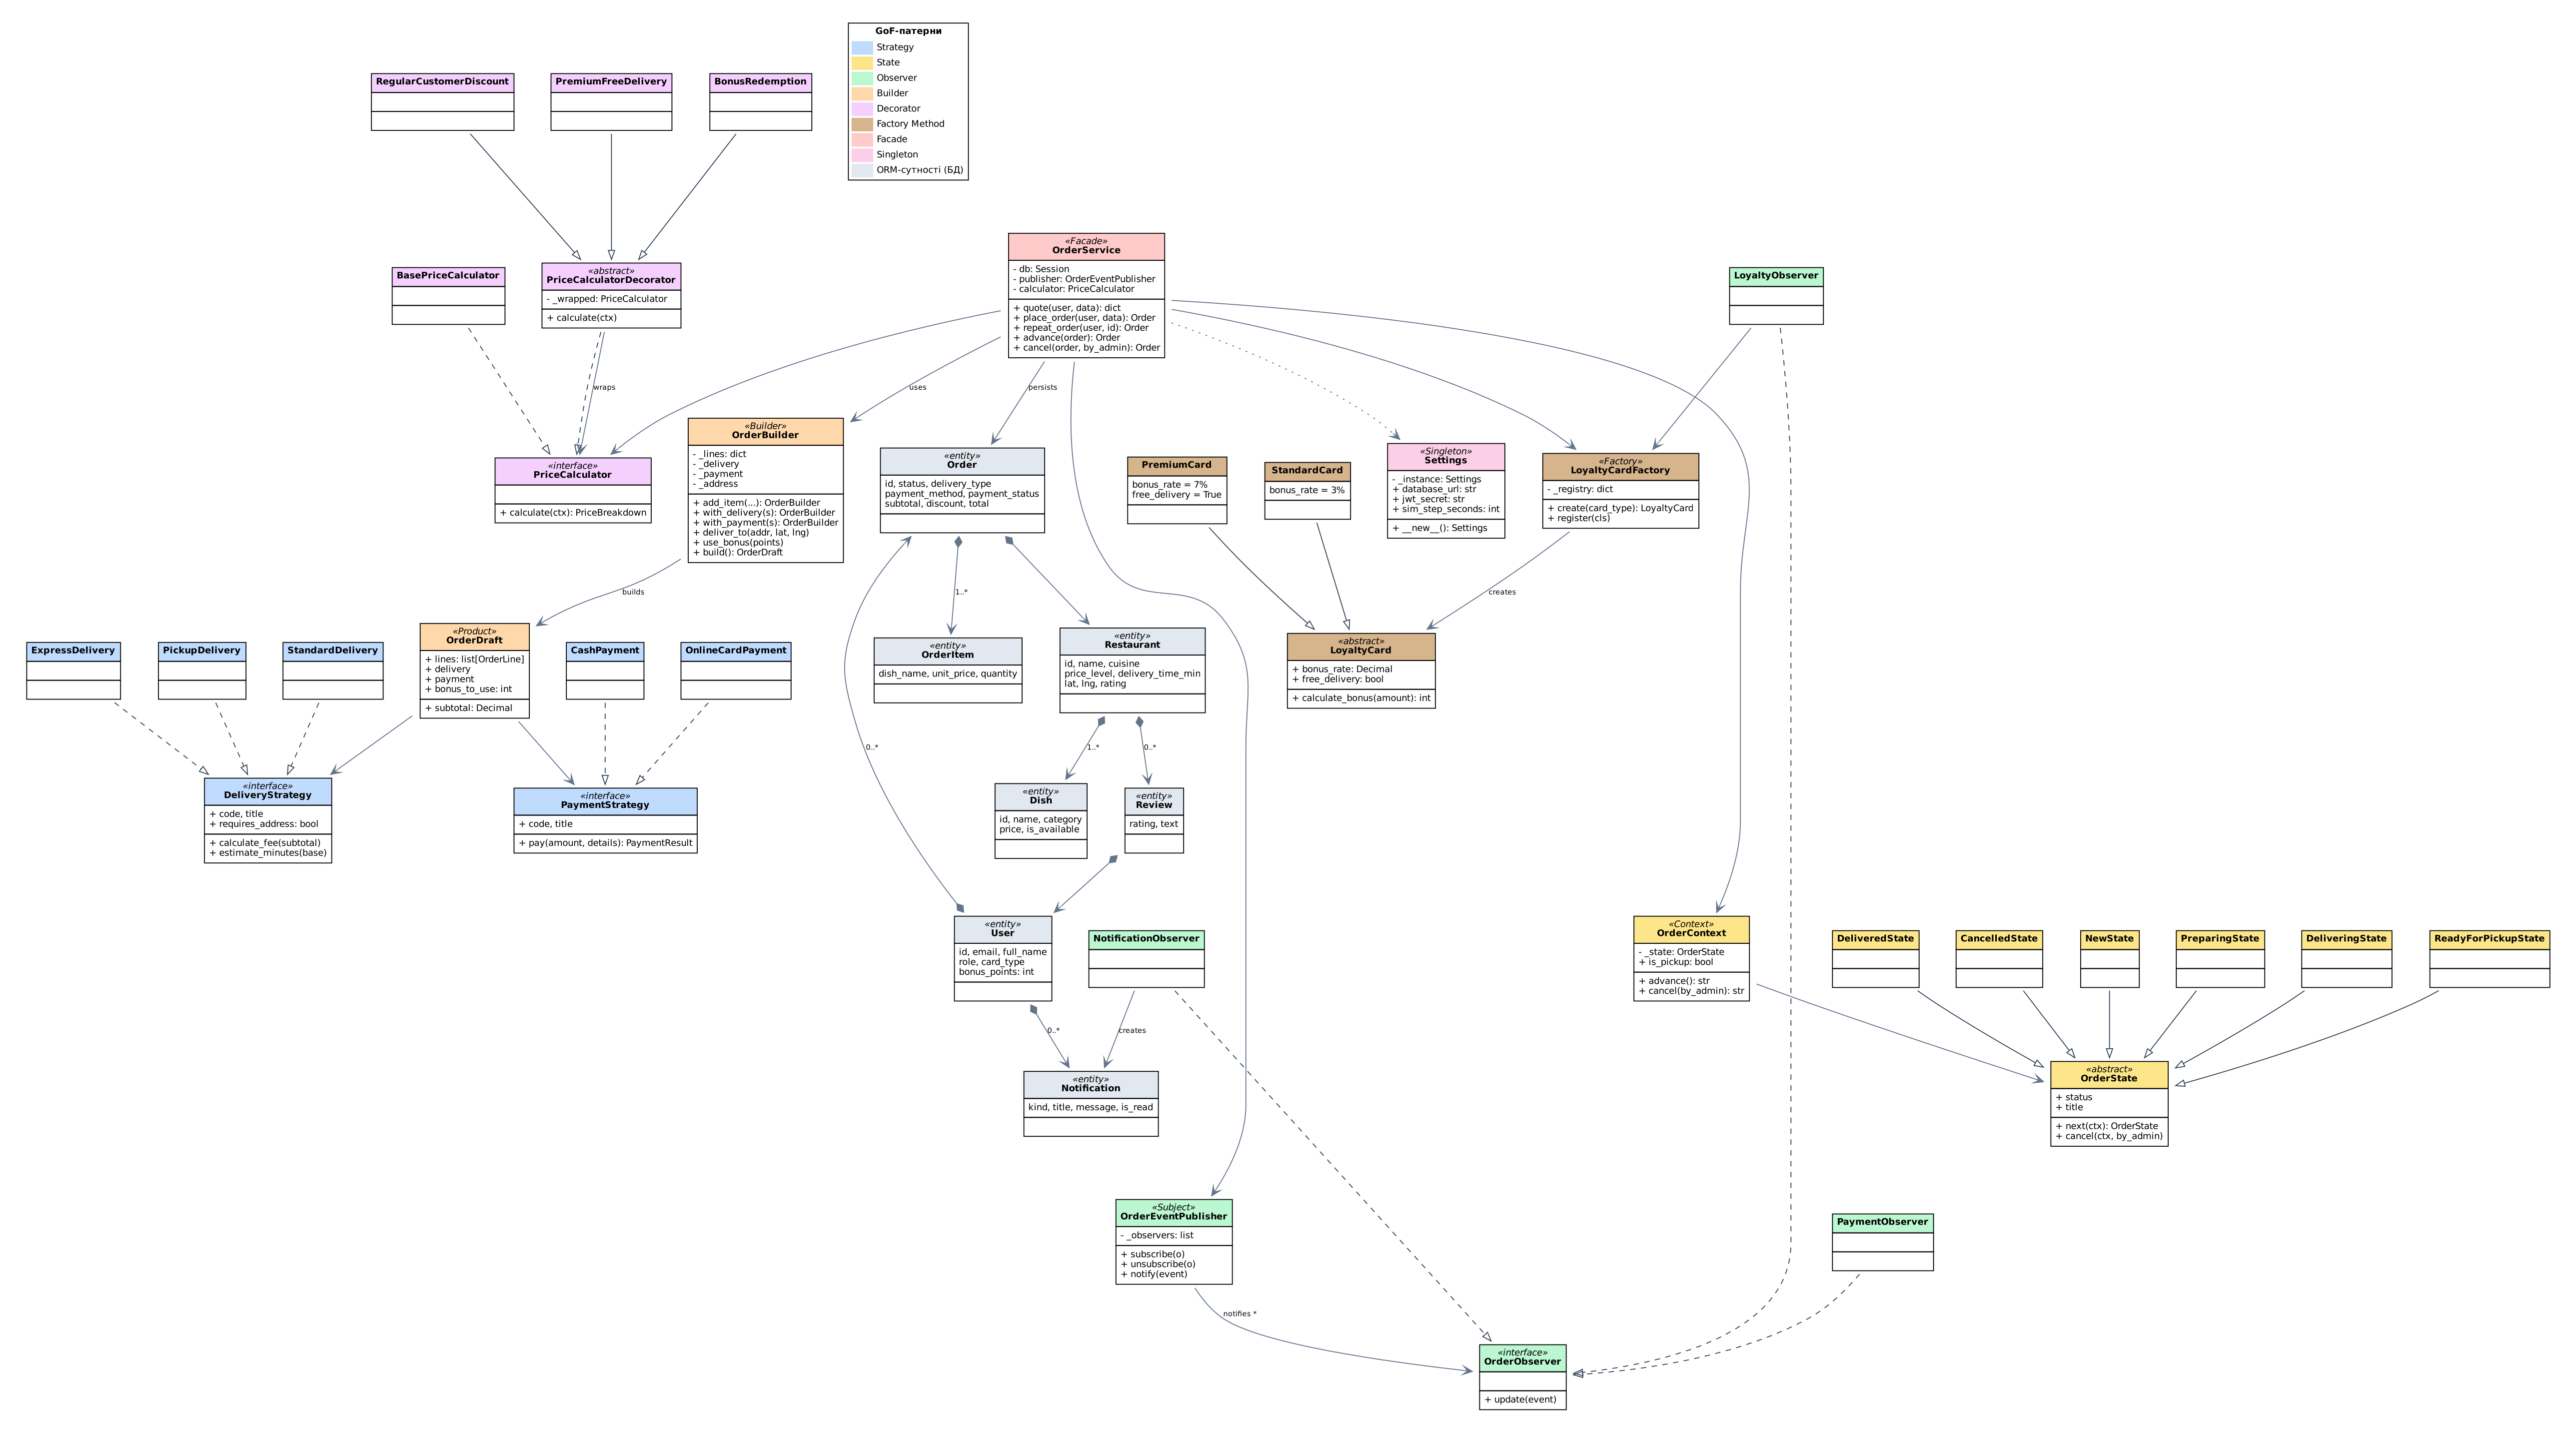 GoF-патерни
Strategy
State
Observer
Builder
Decorator
Factory Method
Facade
Singleton
ORM-сутності (БД)
RegularCustomerDiscount
PremiumFreeDelivery
BonusRedemption
BasePriceCalculator
«abstract»
PriceCalculatorDecorator
- _wrapped: PriceCalculator
+ calculate(ctx)
«Facade»
OrderService
- db: Session
- publisher: OrderEventPublisher
- calculator: PriceCalculator
+ quote(user, data): dict
+ place_order(user, data): Order
+ repeat_order(user, id): Order
+ advance(order): Order
+ cancel(order, by_admin): Order
LoyaltyObserver
wraps
uses
persists
«interface»
PriceCalculator
+ calculate(ctx): PriceBreakdown
«Builder»
OrderBuilder
- _lines: dict
- _delivery
- _payment
- _address
+ add_item(...): OrderBuilder
+ with_delivery(s): OrderBuilder
+ with_payment(s): OrderBuilder
+ deliver_to(addr, lat, lng)
+ use_bonus(points)
+ build(): OrderDraft
«entity»
Order
id, status, delivery_type
payment_method, payment_status
subtotal, discount, total
PremiumCard
bonus_rate = 7%
free_delivery = True
StandardCard
bonus_rate = 3%
«Singleton»
Settings
- _instance: Settings
+ database_url: str
+ jwt_secret: str
+ sim_step_seconds: int
+ __new__(): Settings
«Factory»
LoyaltyCardFactory
- _registry: dict
+ create(card_type): LoyaltyCard
+ register(cls)
builds
1..*
creates
ExpressDelivery
PickupDelivery
StandardDelivery
«Product»
OrderDraft
+ lines: list[OrderLine]
+ delivery
+ payment
+ bonus_to_use: int
+ subtotal: Decimal
CashPayment
OnlineCardPayment
«entity»
OrderItem
dish_name, unit_price, quantity
«entity»
Restaurant
id, name, cuisine
price_level, delivery_time_min
lat, lng, rating
«abstract»
LoyaltyCard
+ bonus_rate: Decimal
+ free_delivery: bool
+ calculate_bonus(amount): int
0..*
1..*
0..*
«interface»
DeliveryStrategy
+ code, title
+ requires_address: bool
+ calculate_fee(subtotal)
+ estimate_minutes(base)
«interface»
PaymentStrategy
+ code, title
+ pay(amount, details): PaymentResult
«entity»
Dish
id, name, category
price, is_available
«entity»
Review
rating, text
«entity»
User
id, email, full_name
role, card_type
bonus_points: int
NotificationObserver
«Context»
OrderContext
- _state: OrderState
+ is_pickup: bool
+ advance(): str
+ cancel(by_admin): str
DeliveredState
CancelledState
NewState
PreparingState
DeliveringState
ReadyForPickupState
0..*
creates
«entity»
Notification
kind, title, message, is_read
«abstract»
OrderState
+ status
+ title
+ next(ctx): OrderState
+ cancel(ctx, by_admin)
«Subject»
OrderEventPublisher
- _observers: list
+ subscribe(o)
+ unsubscribe(o)
+ notify(event)
PaymentObserver
notifies *
«interface»
OrderObserver
+ update(event)